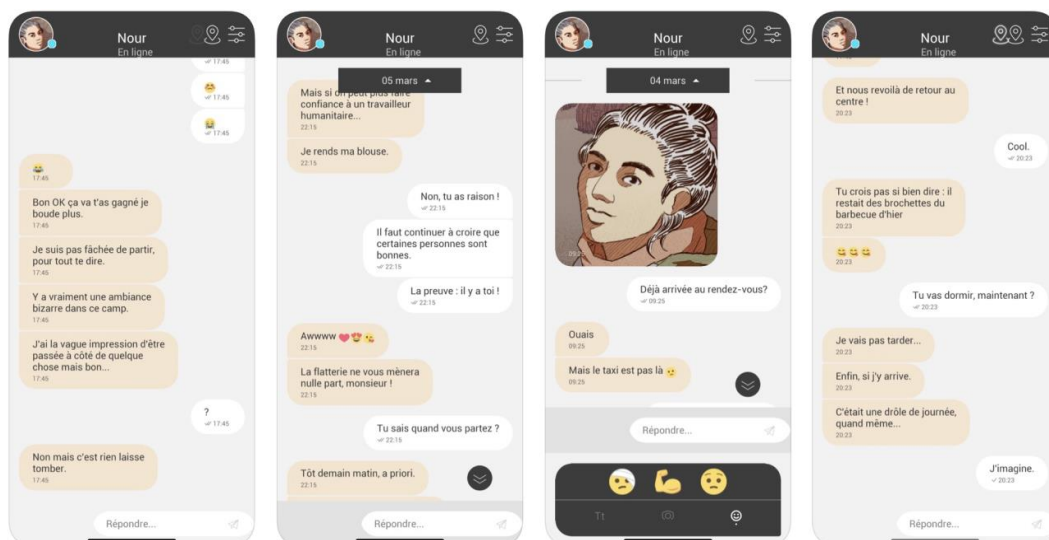 Nour
En ligne
17:45
😊
17:45
😂
17:45
😂
17:45
Bon OK ça va t'as gagné je
boude plus.
17:45
Je suis pas fâchée de partir,
pour tout te dire.
17:45
Y a vraiment une ambiance
bizarre dans ce camp.
17:45
J'ai la vague impression d'être
passée à côté de quelque
chose mais bon...
17:45
?
17:45
Non mais c'est rien laisse
tomber.
17:45
Répondre...
Nour
En ligne
05 mars
Mais si on peut plus faire
confiance à un travailleur
humanitaire...
22:15
Je rends ma blouse.
22:15
Non, tu as raison !
22:15
Il faut continuer à croire que
certaines personnes sont
bonnes.
22:15
La preuve : il y a toi !
22:15
Awwww ❤️😍😘
22:15
La flatterie ne vous mènera
nulle part, monsieur !
22:15
Tu sais quand vous partez ?
22:15
Tôt demain matin, a priori.
22:15
Répondre...
Nour
En ligne
04 mars
09:25
Déjà arrivée au rendez-vous?
09:25
Ouais
09:25
Mais le taxi est pas là 😟
09:25
Répondre...
Tt
Nour
En ligne
Et nous revoilà de retour au
centre !
20:23
Cool.
20:23
Tu crois pas si bien dire : il
restait des brochettes du
barbecue d'hier
20:23
😋😋😋
20:23
Tu vas dormir, maintenant ?
20:23
Je vais pas tarder...
20:23
Enfin, si j'y arrive.
20:23
C'était une drôle de journée,
quand même...
20:23
J'imagine.
20:23
Répondre...